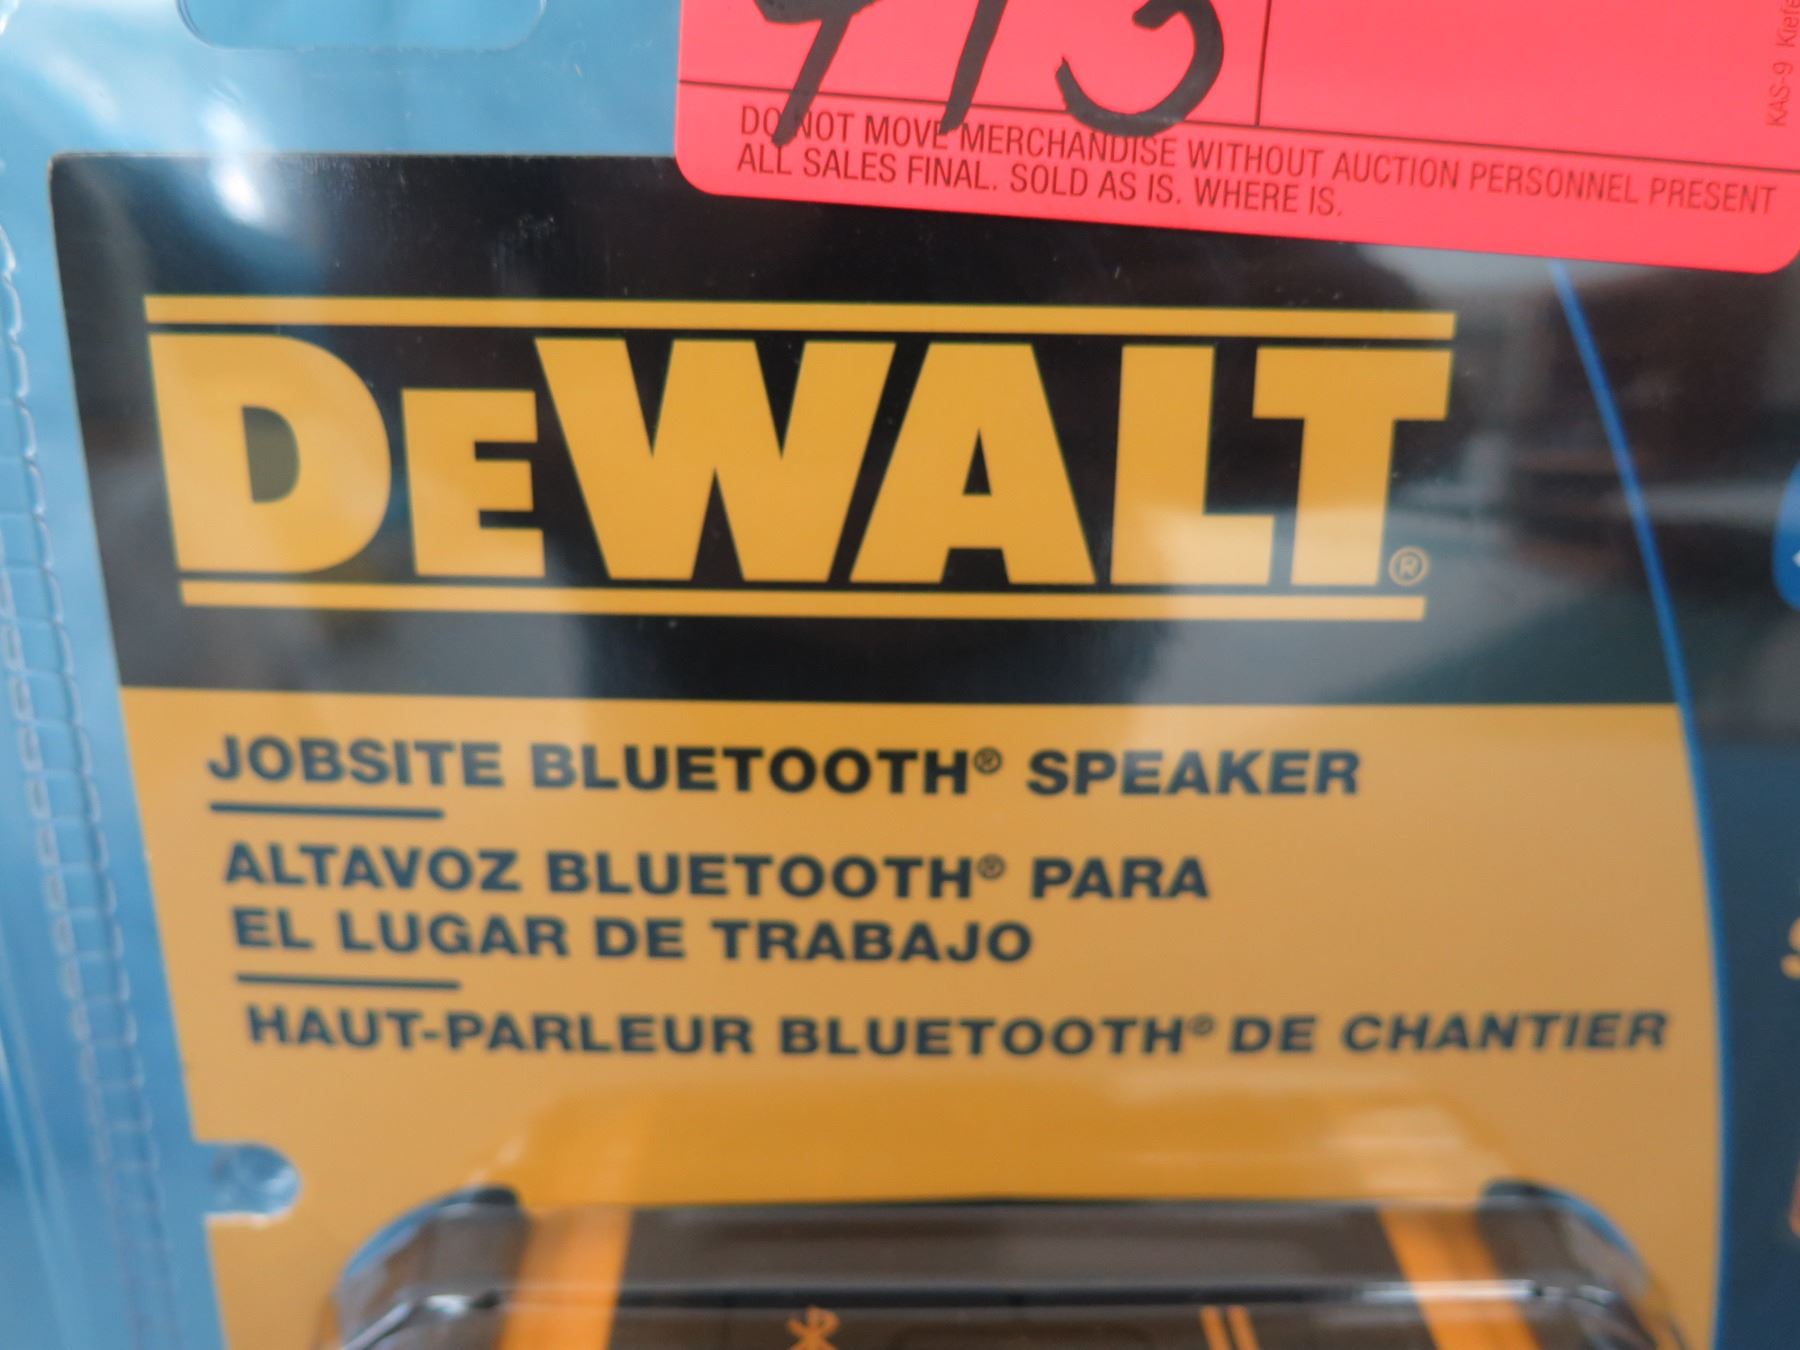 DO NOT MOVE MERCHANDISE WITHOUT AUCTION PERSONNEL PRESENT
ALL SALES FINAL. SOLD AS IS. WHERE IS.
KAS-9
DEWALT®
JOBSITE BLUETOOTH® SPEAKER
ALTAVOZ BLUETOOTH® PARA
EL LUGAR DE TRABAJO
HAUT-PARLEUR BLUETOOTH® DE CHANTIER